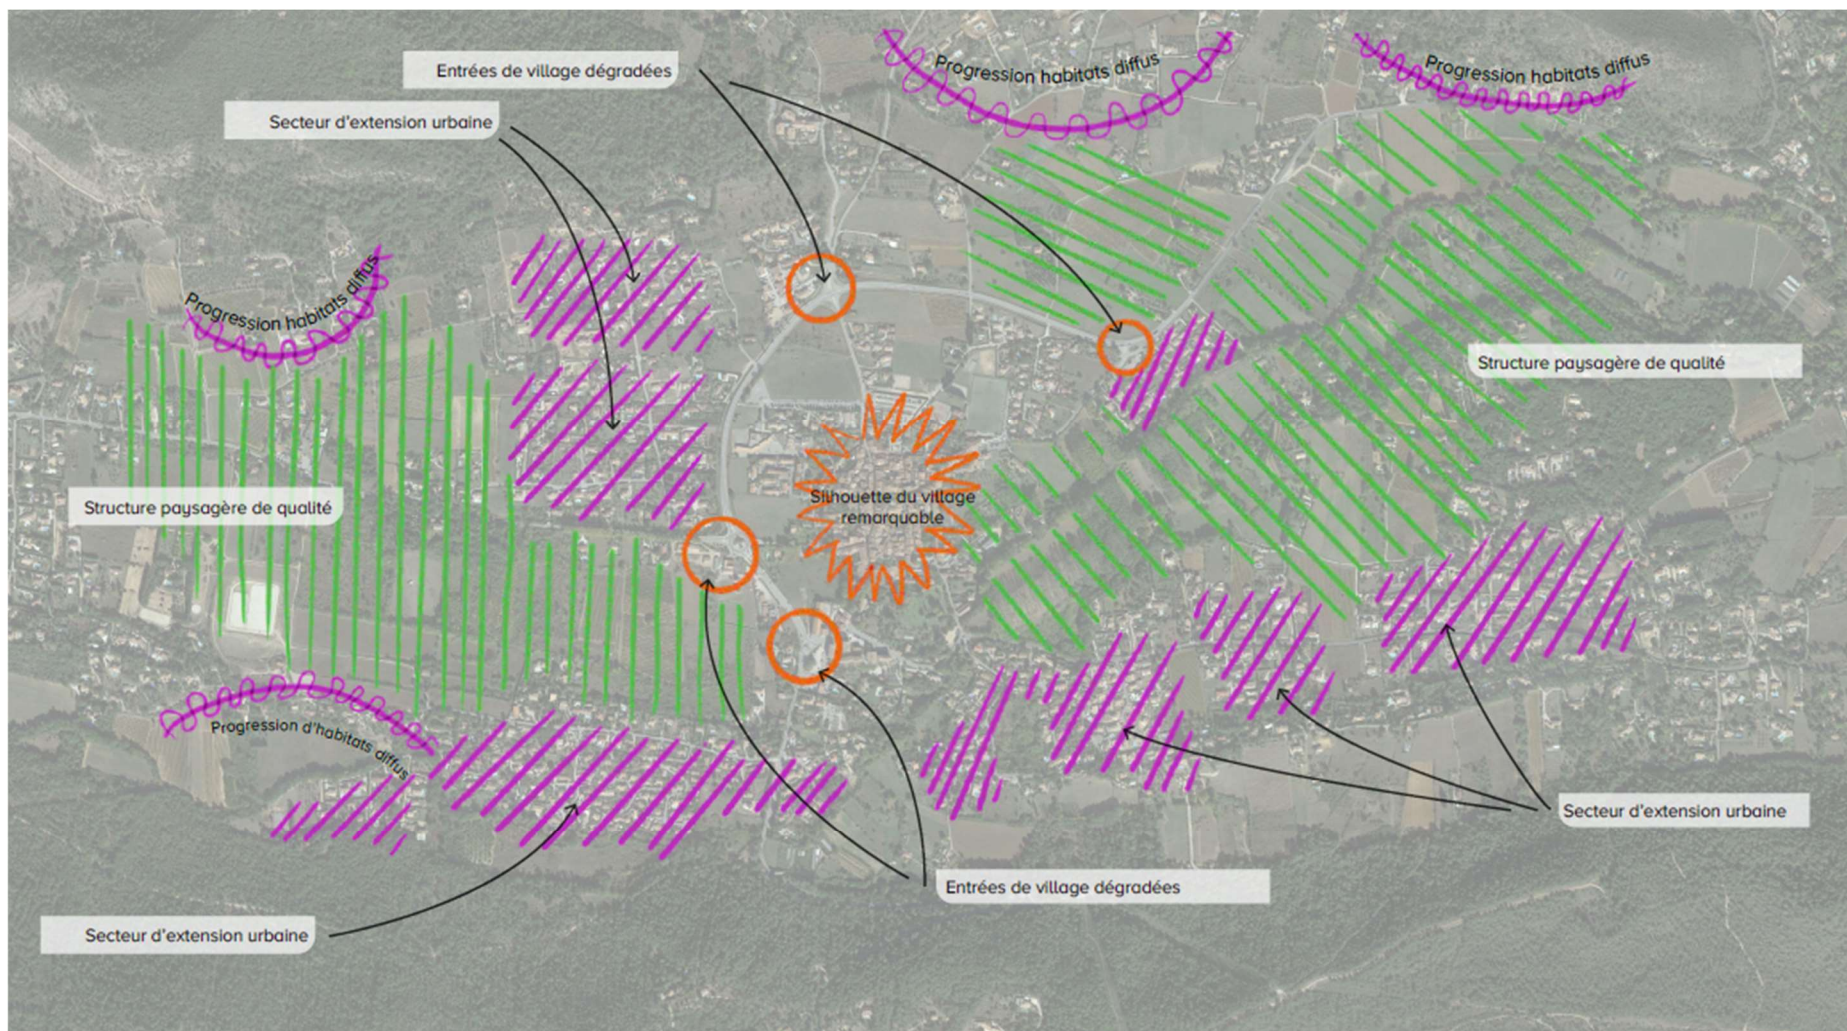 Entrées de village dégradées
Progression habitats diffus
Progression habitats diffus
Secteur d'extension urbaine
Progression habitats diffus
Structure paysagère de qualité
Structure paysagère de qualité
Silhouette du village
remarquable
Progression d'habitats diffus
Secteur d'extension urbaine
Entrées de village dégradées
Secteur d'extension urbaine